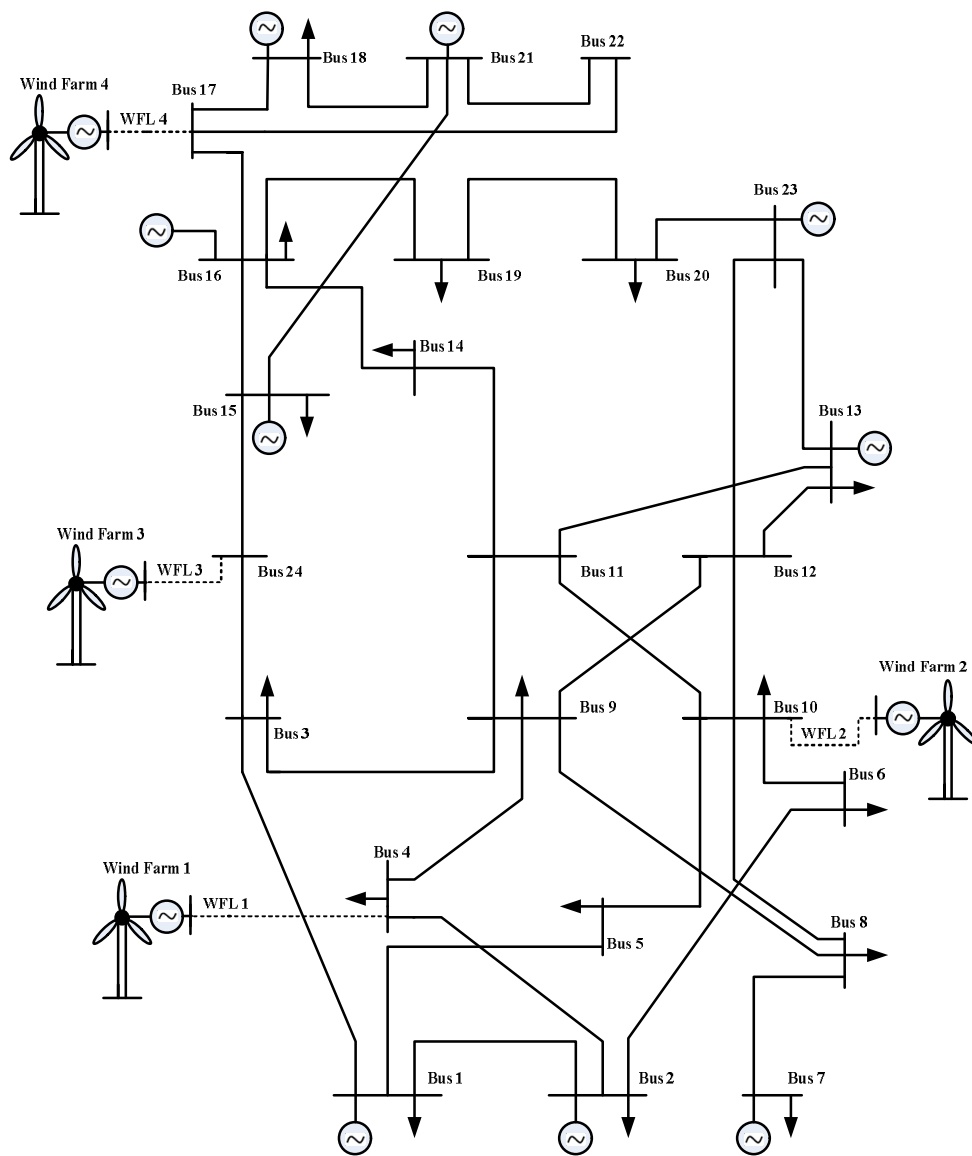 Bus 22
Bus 18
Bus 21
Wind Farm 4
Bus 17
WFL 4
Bus 23
Bus 16
Bus 19
Bus 20
Bus 14
Bus 15
Bus 13
Wind Farm 3
WFL 3
Bus 24
Bus 11
Bus 12
Wind Farm 2
Bus 3
Bus 9
Bus 10
WFL 2
Bus 6
Bus 4
Wind Farm 1
WFL 1
Bus 8
Bus 5
Bus 1
Bus 2
Bus 7